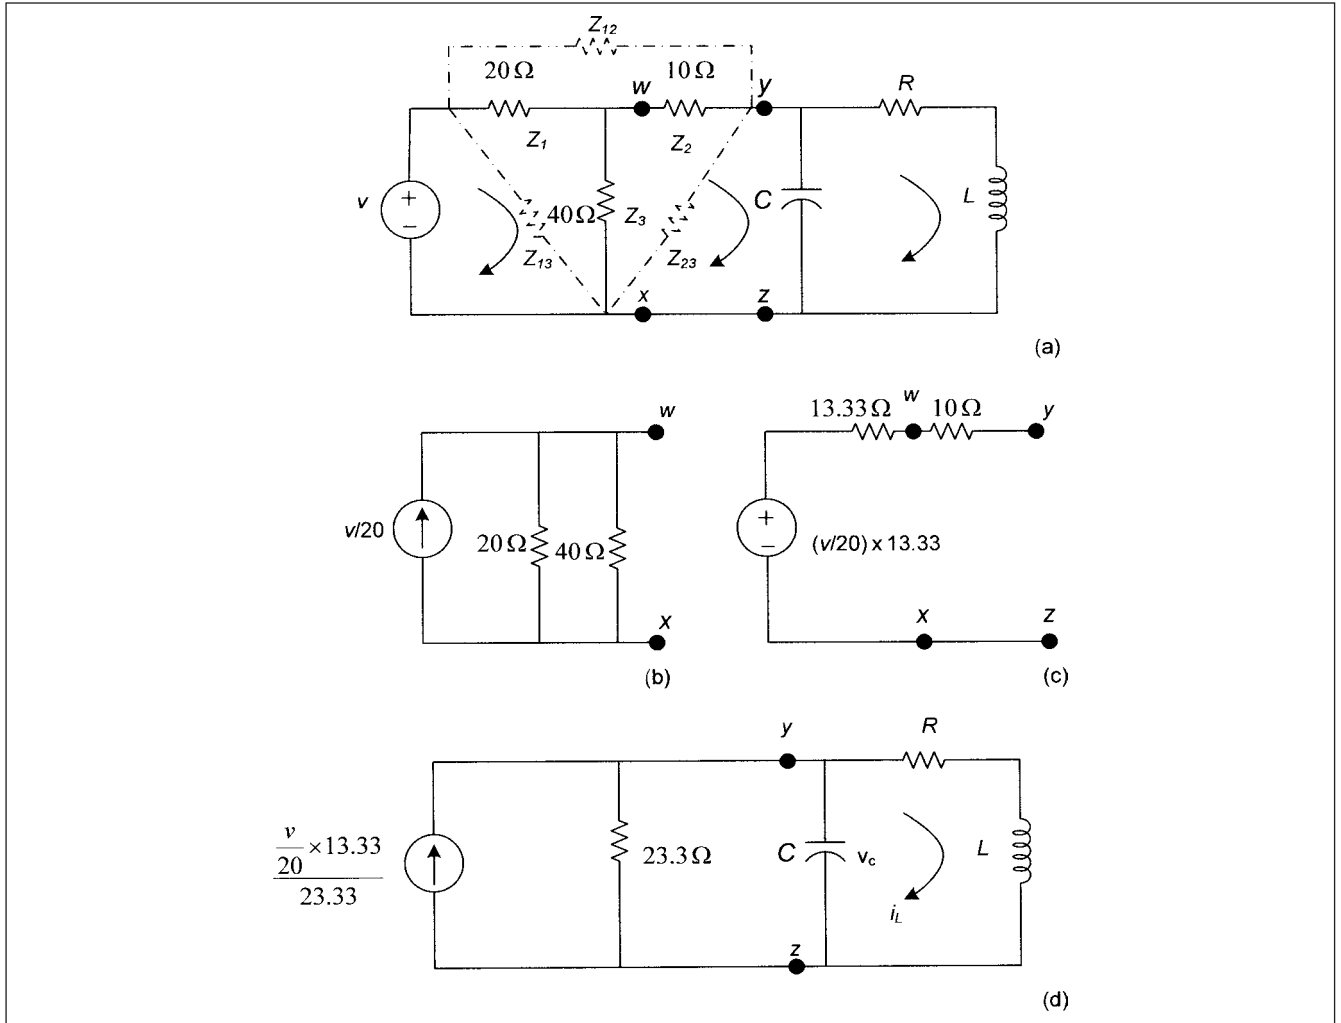 Z12
20 Ω 10 Ω
w y R
Z1 Z2
v + − 40 Ω Z3 C L
Z13 Z23
x z
(a)
w
v/20 20 Ω 40 Ω
x
(b)
13.33 Ω w 10 Ω y
+ −
(v/20) x 13.33
x z
(c)
y R
v/20 × 13.33
23.33
23.3 Ω C vc L
iL
z
(d)